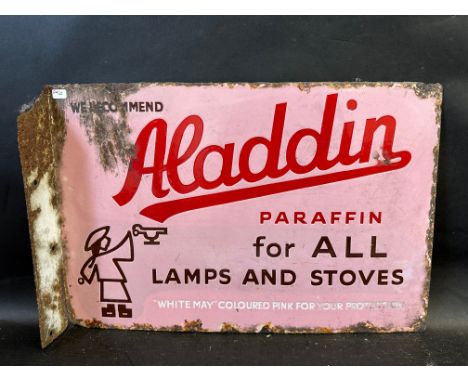 WE RECOMMEND
Aladdin
PARAFFIN
for ALL
LAMPS AND STOVES
"WHITE MAY" COLOURED PINK FOR YOUR PROTECTION